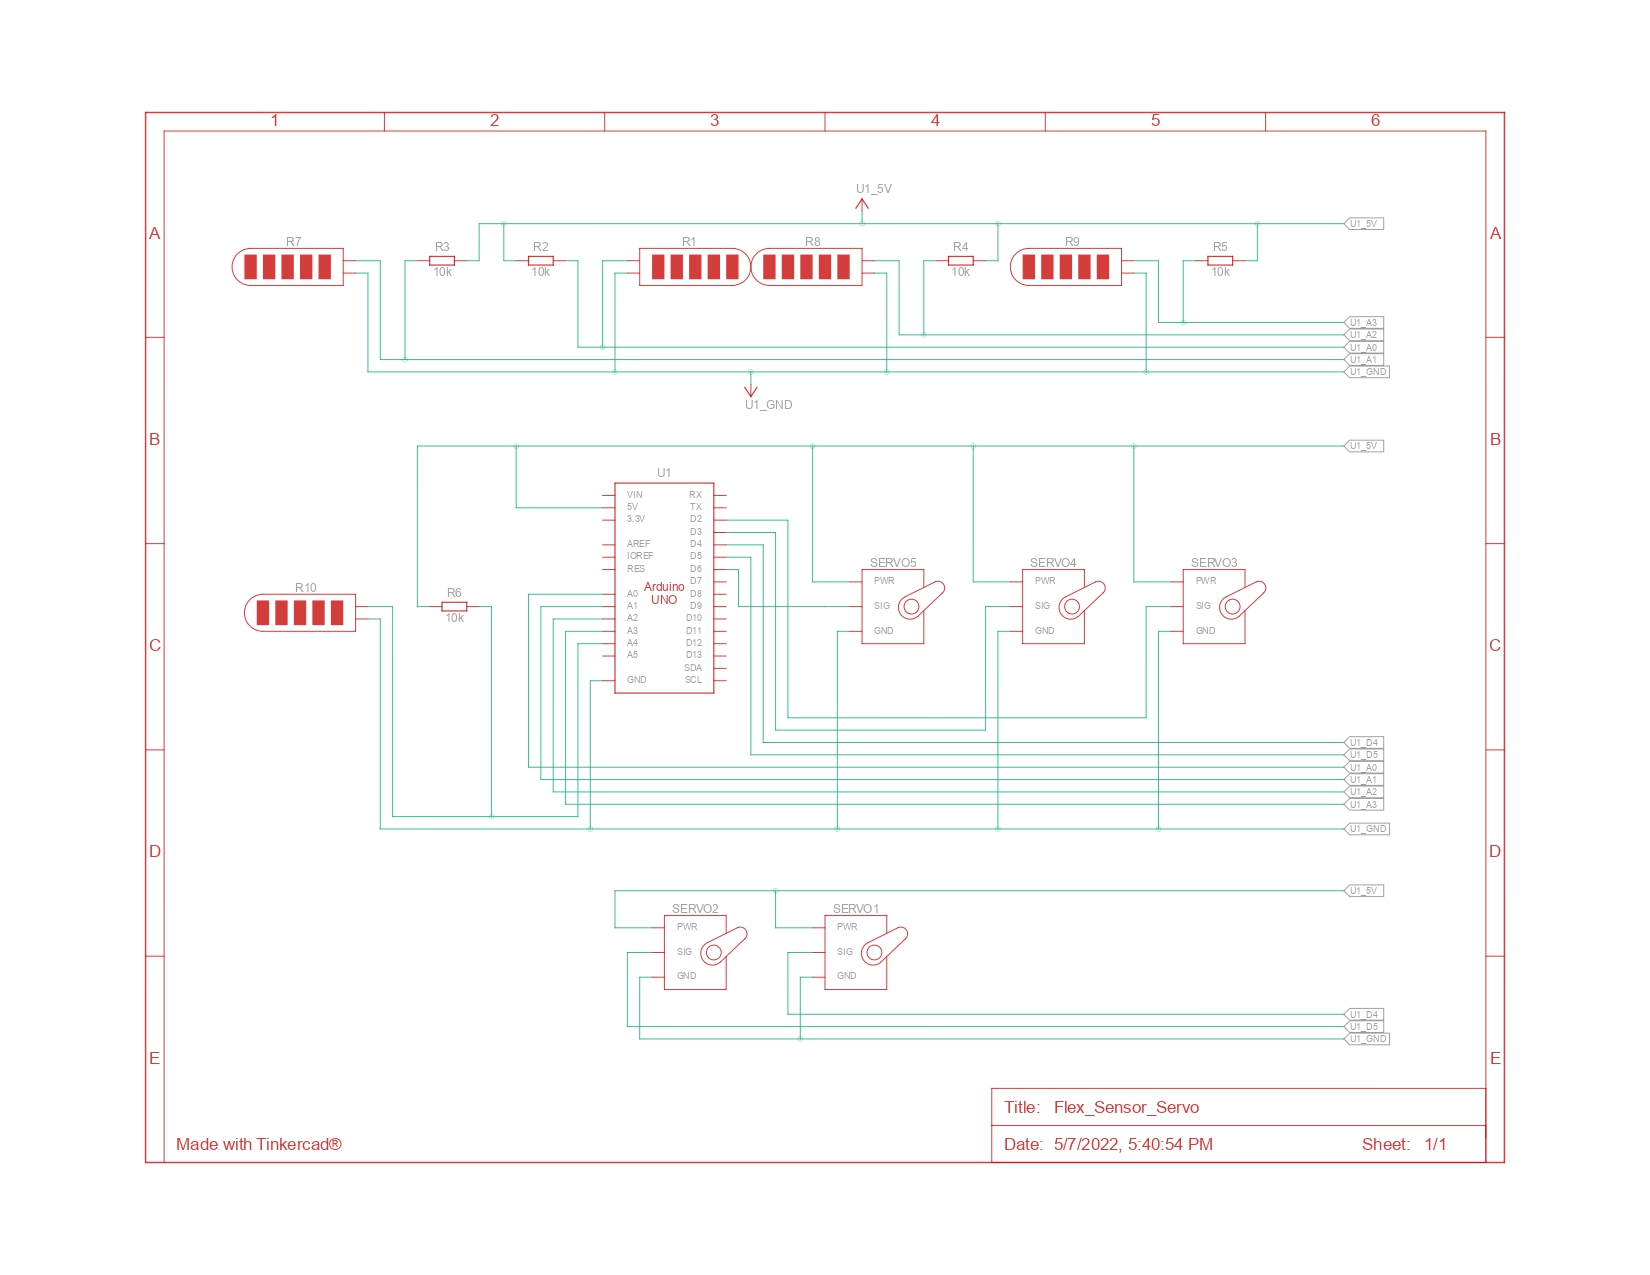 1 2 3 4 5 6
U1_5V
A A
U1_5V
R7 R3 R2 R1 R8 R4 R9 R5
10k 10k 10k 10k
U1_A3
U1_A2
U1_A0
U1_A1
U1_GND
U1_GND
B B
U1_5V
U1
VIN RX
5V TX
3.3V D2
D3
AREF D4
IOREF D5
RES D6
D7
A0 D8
A1 D9
A2 D10
A3 D11
A4 D12
A5 D13
SDA
GND SCL
Arduino
UNO
SERVO5 SERVO4 SERVO3
PWR PWR PWR
SIG SIG SIG
GND GND GND
R10 R6
10k
C C
U1_D4
U1_D5
U1_A0
U1_A1
U1_A2
U1_A3
U1_GND
D D
U1_5V
SERVO2 SERVO1
PWR PWR
SIG SIG
GND GND
U1_D4
U1_D5
U1_GND
E E
Title: Flex_Sensor_Servo
Made with Tinkercad®
Date: 5/7/2022, 5:40:54 PM Sheet: 1/1